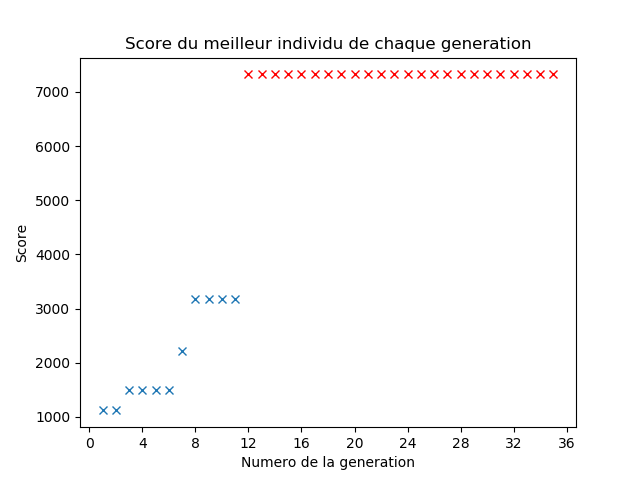 Score du meilleur individu de chaque generation
7000
6000
5000
4000
3000
2000
1000
Score
0 4 8 12 16 20 24 28 32 36
Numero de la generation